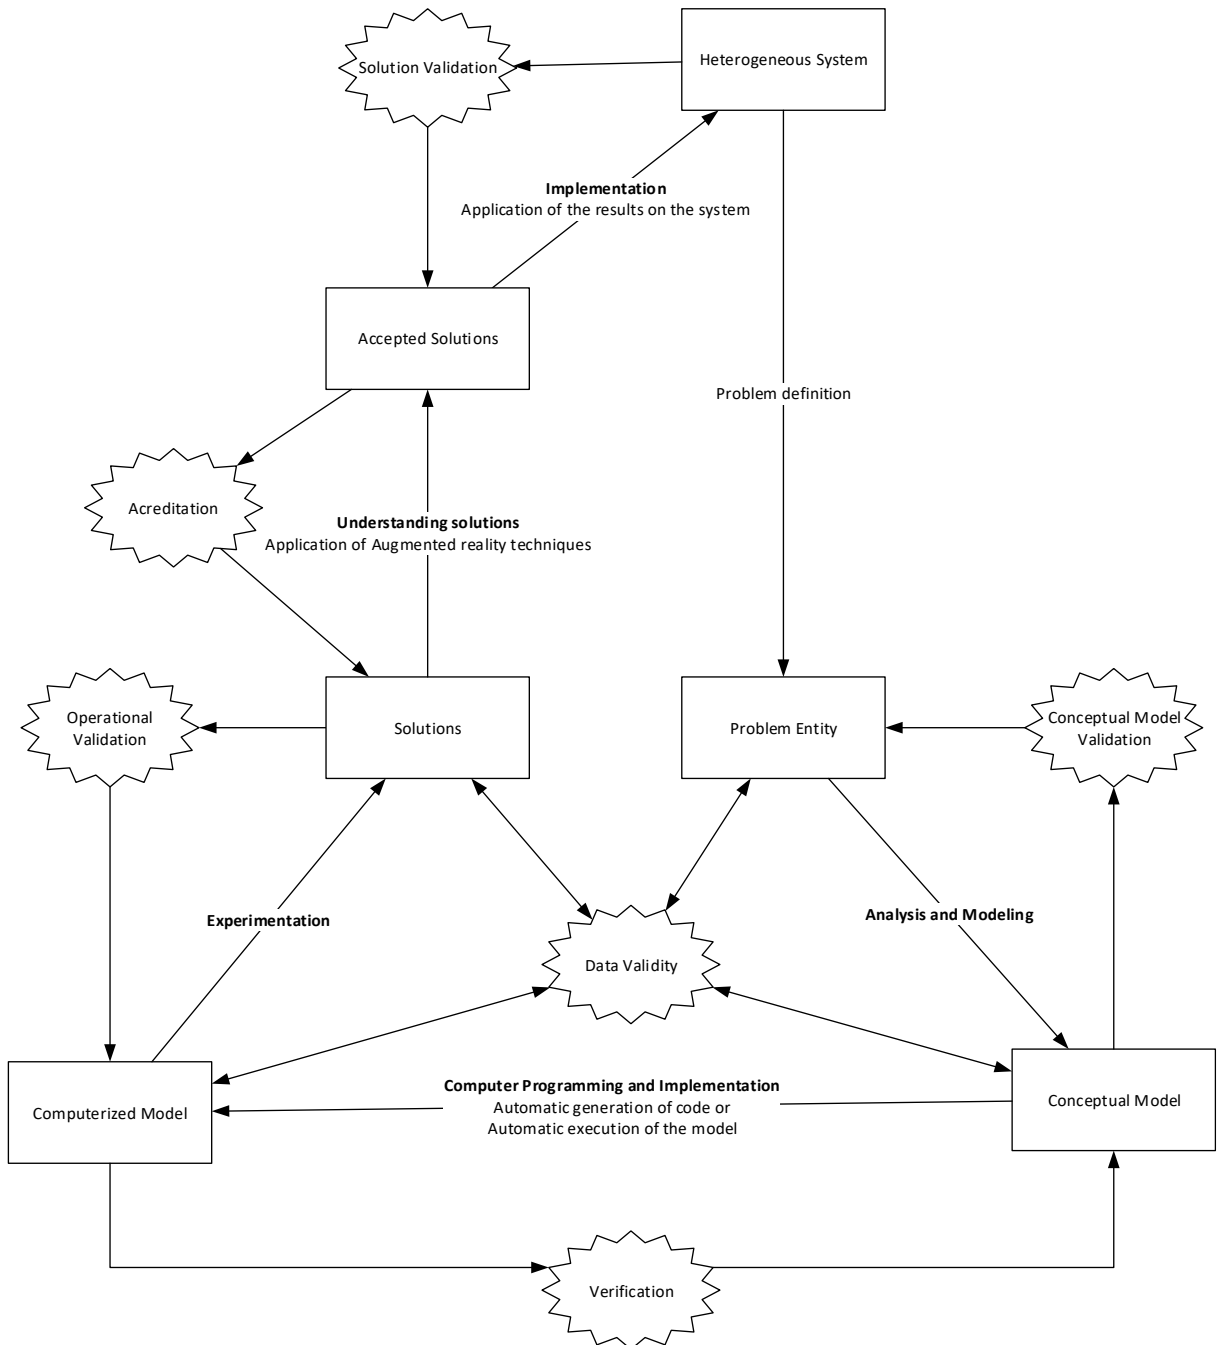 Solution Validation
Heterogeneous System
Implementation
Application of the results on the system
Accepted Solutions
Problem definition
Acreditation
Understanding solutions
Application of Augmented reality techniques
Operational
Validation
Solutions
Problem Entity
Conceptual Model
Validation
Experimentation
Analysis and Modeling
Data Validity
Computer Programming and Implementation
Automatic generation of code or
Automatic execution of the model
Computerized Model
Conceptual Model
Verification